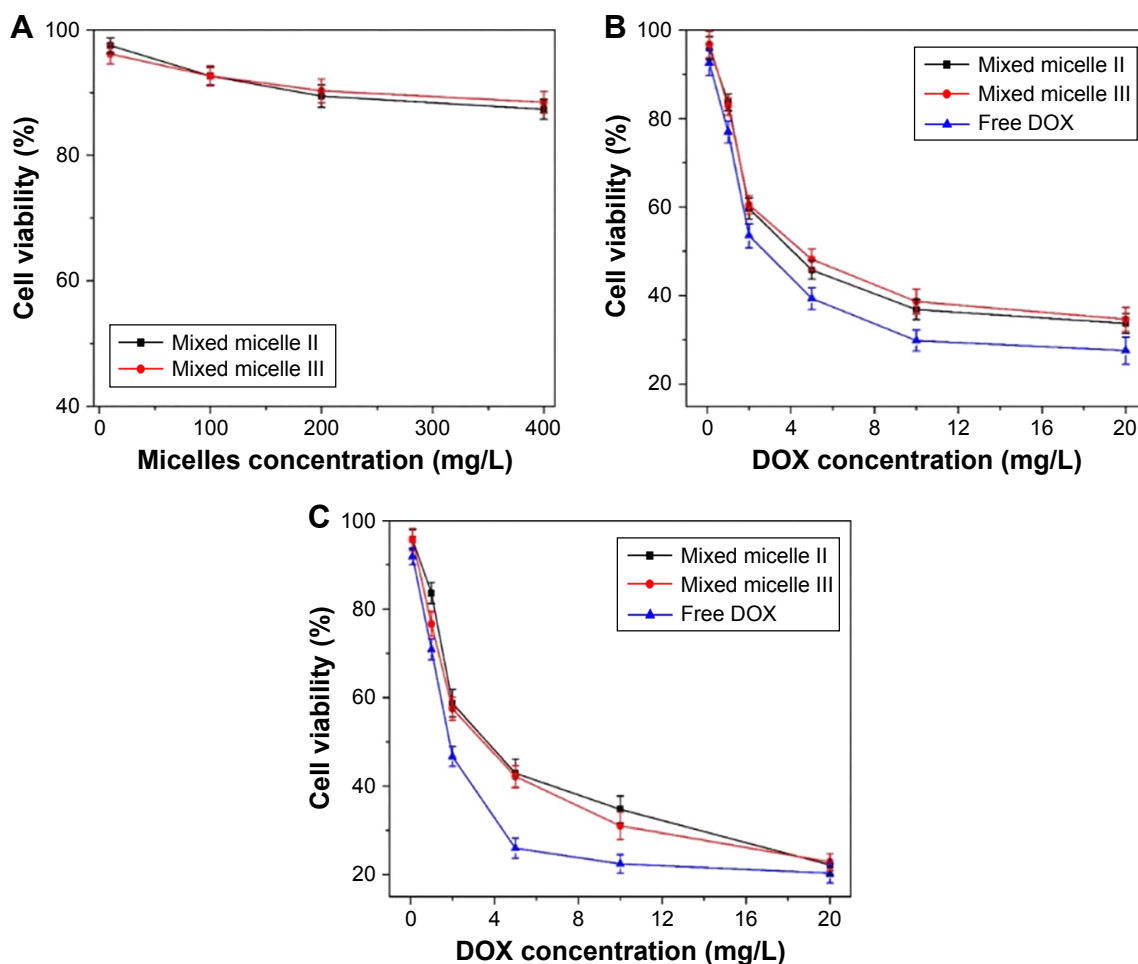 A
Cell viability (%)
100
80
60
40
0
100
200
300
400
Micelles concentration (mg/L)
Mixed micelle II
Mixed micelle III
B
Cell viability (%)
100
80
60
40
20
0
4
8
12
16
20
DOX concentration (mg/L)
Mixed micelle II
Mixed micelle III
Free DOX
C
Cell viability (%)
100
80
60
40
20
0
4
8
12
16
20
DOX concentration (mg/L)
Mixed micelle II
Mixed micelle III
Free DOX